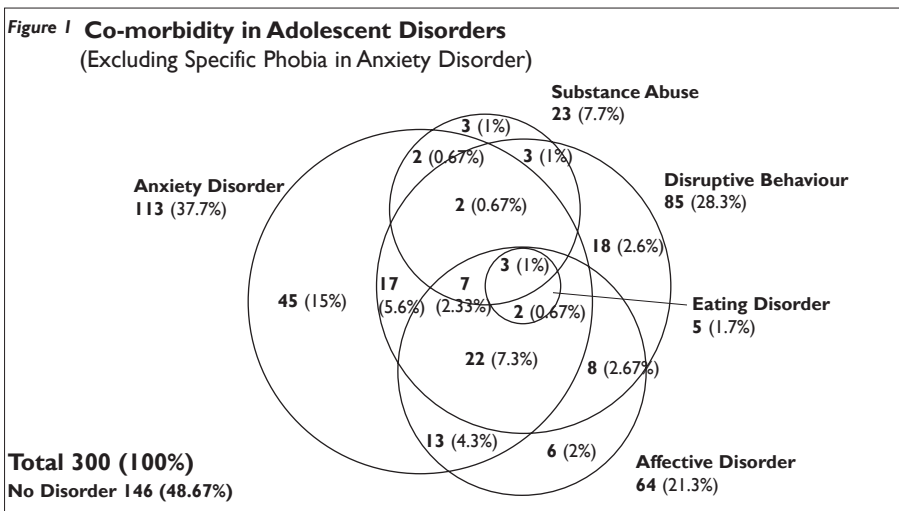 Figure 1 Co-morbidity in Adolescent Disorders
(Excluding Specific Phobia in Anxiety Disorder)
Substance Abuse
23 (7.7%)
3 (1%)
2 (0.67%)
3 (1%)
Anxiety Disorder
113 (37.7%)
Disruptive Behaviour
85 (28.3%)
2 (0.67%)
18 (2.6%)
3 (1%)
45 (15%)
17
(5.6%)
7
(2.33%)
2 (0.67%)
Eating Disorder
5 (1.7%)
22 (7.3%)
8 (2.67%)
13 (4.3%)
6 (2%)
Affective Disorder
64 (21.3%)
Total 300 (100%)
No Disorder 146 (48.67%)